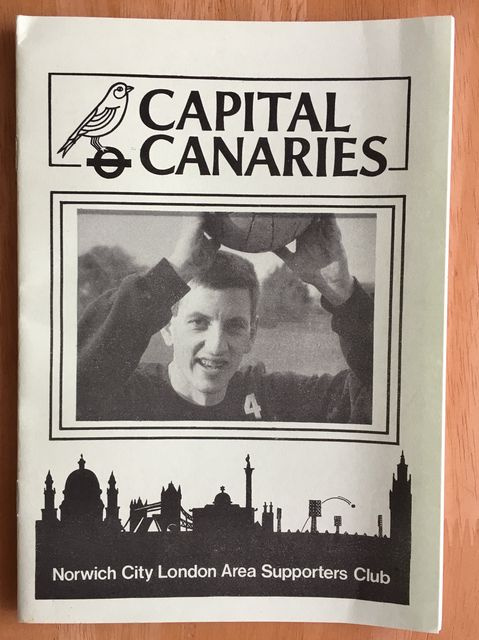 CAPITAL
CANARIES
4
Norwich City London Area Supporters Club